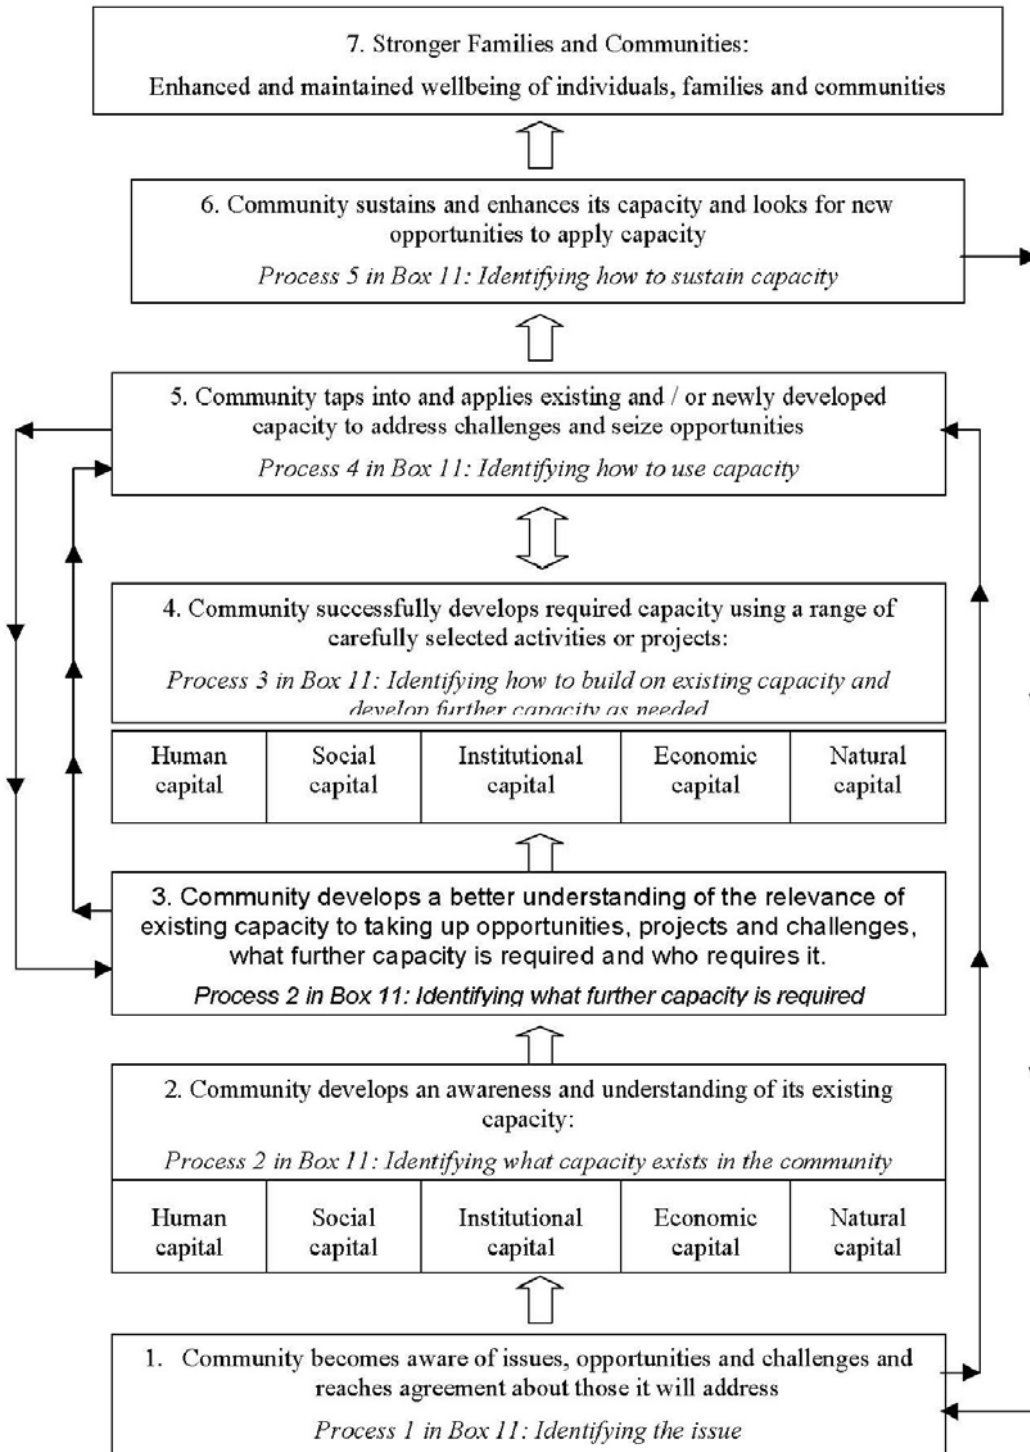 7. Stronger Families and Communities:
Enhanced and maintained wellbeing of individuals, families and communities
6. Community sustains and enhances its capacity and looks for new
opportunities to apply capacity
Process 5 in Box 11: Identifying how to sustain capacity
5. Community taps into and applies existing and / or newly developed
capacity to address challenges and seize opportunities
Process 4 in Box 11: Identifying how to use capacity
4. Community successfully develops required capacity using a range of
carefully selected activities or projects:
Process 3 in Box 11: Identifying how to build on existing capacity and
develop further capacity as needed
Human
capital
Social
capital
Institutional
capital
Economic
capital
Natural
capital
3. Community develops a better understanding of the relevance of
existing capacity to taking up opportunities, projects and challenges,
what further capacity is required and who requires it.
Process 2 in Box 11: Identifying what further capacity is required
2. Community develops an awareness and understanding of its existing
capacity:
Process 2 in Box 11: Identifying what capacity exists in the community
Human
capital
Social
capital
Institutional
capital
Economic
capital
Natural
capital
1. Community becomes aware of issues, opportunities and challenges and
reaches agreement about those it will address
Process 1 in Box 11: Identifying the issue